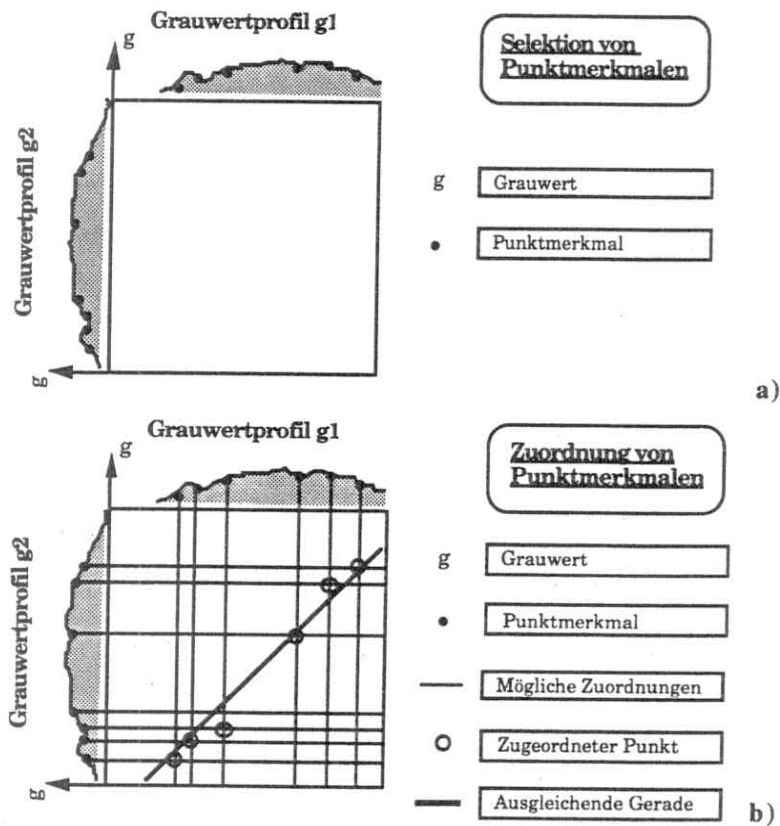 Grauwertprofil g1
g
Selektion von
Punktmerkmalen
Grauwertprofil g2
g Grauwert
Punktmerkmal
g
a)
Grauwertprofil g1
g
Zuordnung von
Punktmerkmalen
Grauwertprofil g2
g Grauwert
Punktmerkmal
Mögliche Zuordnungen
Zugeordneter Punkt
g
Ausgleichende Gerade
b)